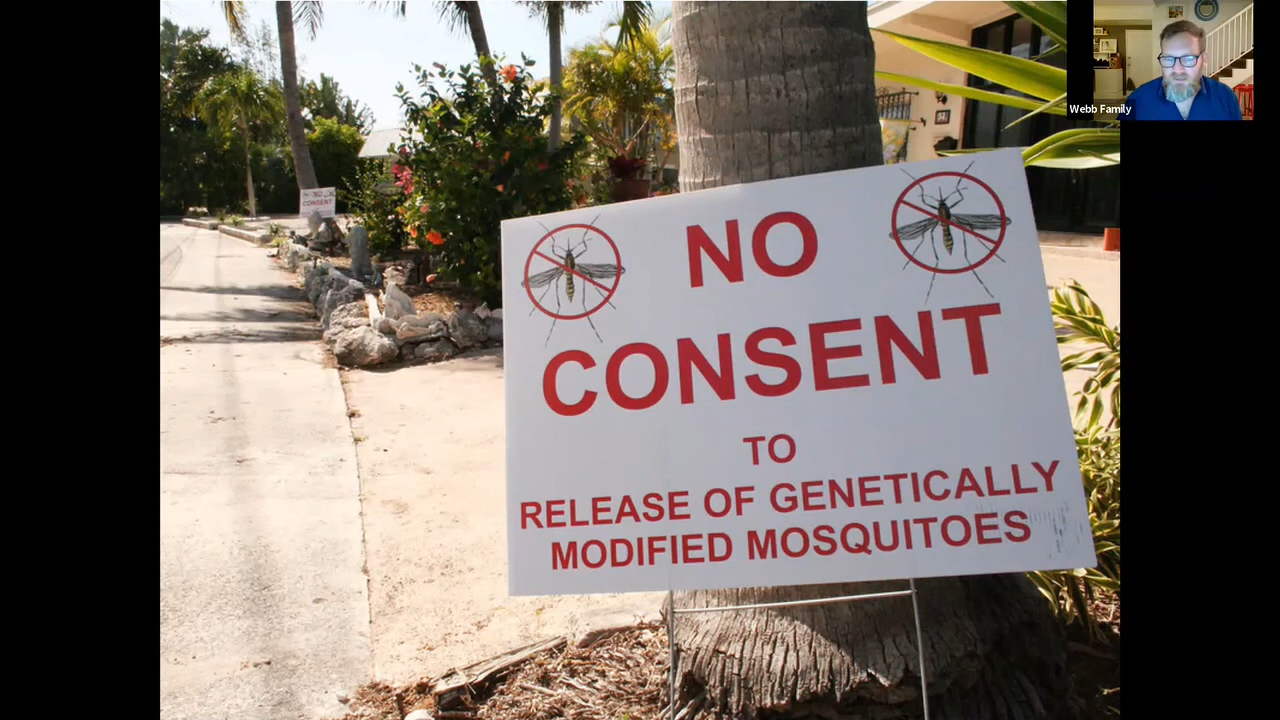 Webb Family
NO
CONSENT
NO
CONSENT
TO
RELEASE OF GENETICALLY
MODIFIED MOSQUITOES